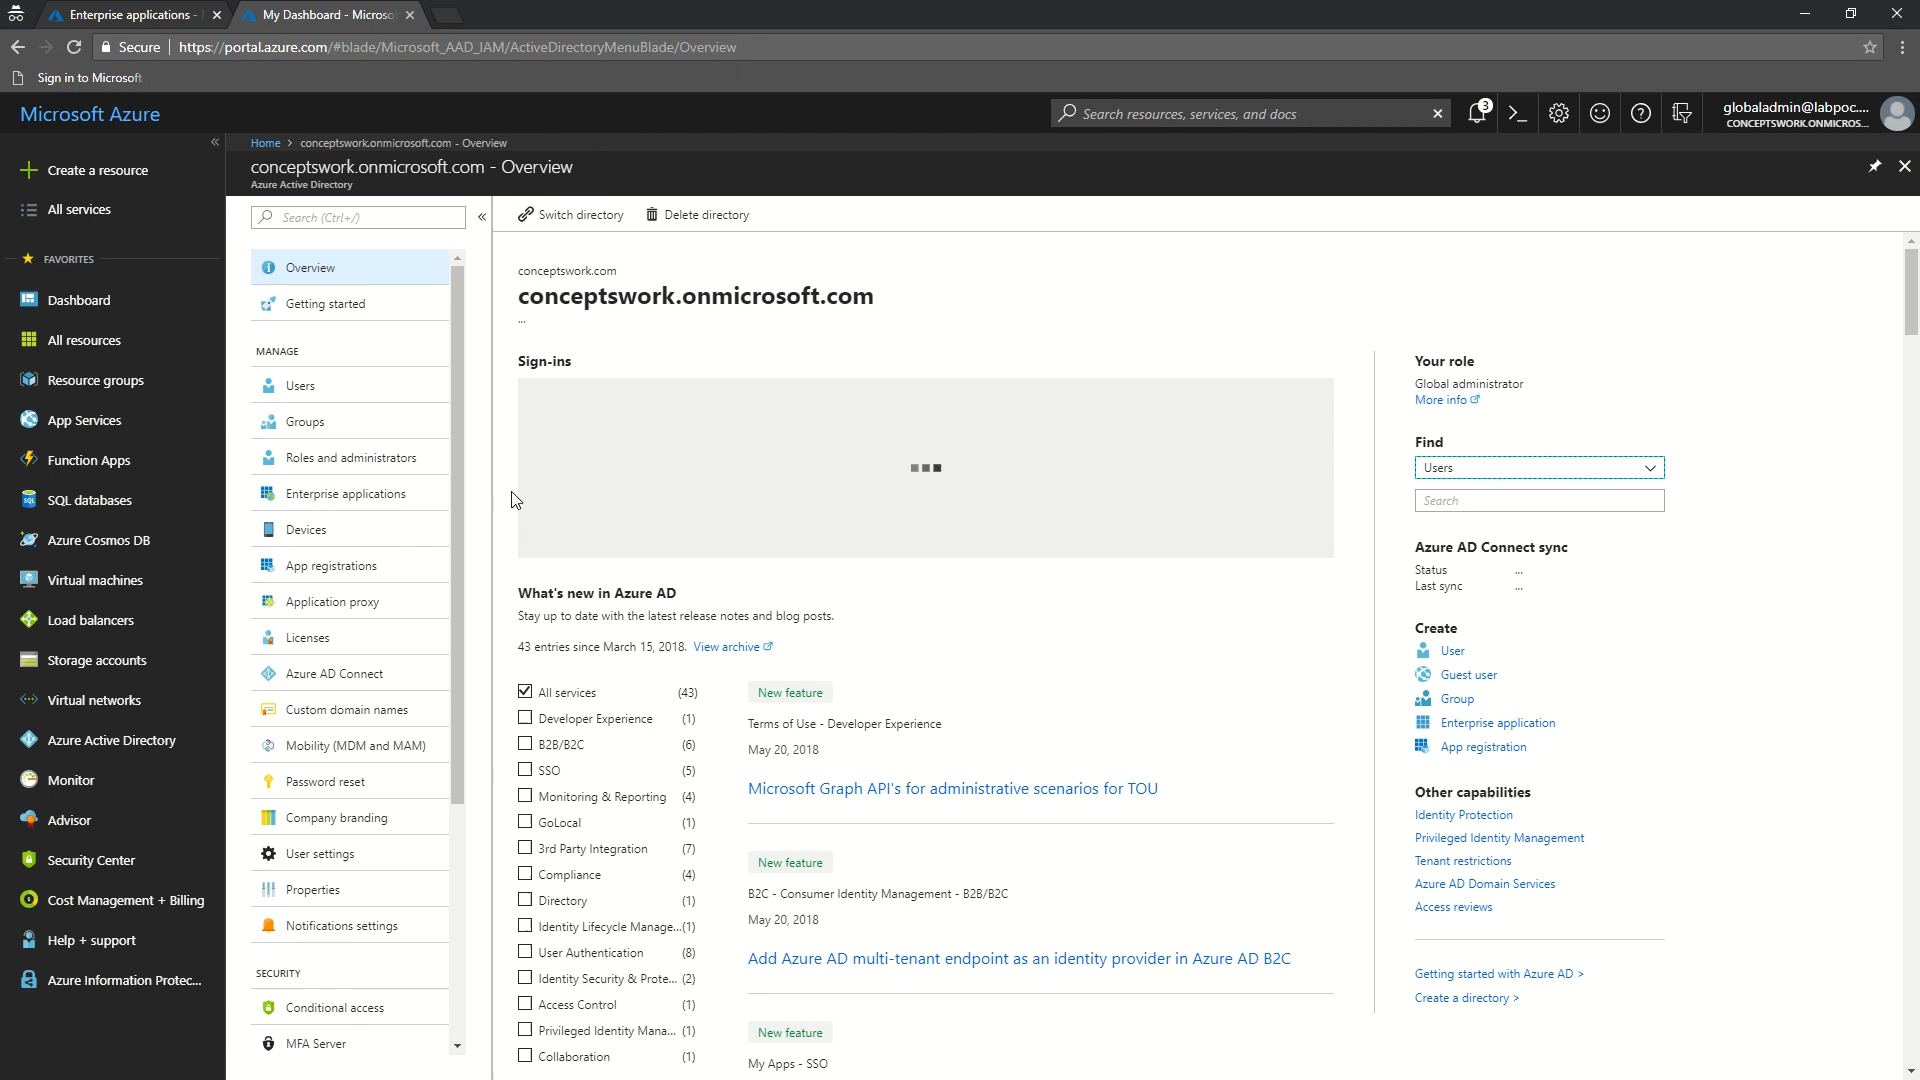 Enterprise applications -
My Dashboard - Microso
Secure
https://portal.azure.com/#blade/Microsoft_AAD_IAM/ActiveDirectoryMenuBlade/Overview
Sign in to Microsoft
Microsoft Azure
Search resources, services, and docs
3
globaladmin@labpoc....
CONCEPTSWORK.ONMICROS...
Home > conceptswork.onmicrosoft.com - Overview
conceptswork.onmicrosoft.com - Overview
Azure Active Directory
Create a resource
All services
FAVORITES
Dashboard
All resources
Resource groups
App Services
Function Apps
SQL databases
Azure Cosmos DB
Virtual machines
Load balancers
Storage accounts
Virtual networks
Azure Active Directory
Monitor
Advisor
Security Center
Cost Management + Billing
Help + support
Azure Information Protec...
Search (Ctrl+/)
Overview
Getting started
MANAGE
Users
Groups
Roles and administrators
Enterprise applications
Devices
App registrations
Application proxy
Licenses
Azure AD Connect
Custom domain names
Mobility (MDM and MAM)
Password reset
Company branding
User settings
Properties
Notifications settings
SECURITY
Conditional access
MFA Server
Switch directory
Delete directory
conceptswork.com
conceptswork.onmicrosoft.com
...
Sign-ins
What's new in Azure AD
Stay up to date with the latest release notes and blog posts.
43 entries since March 15, 2018. View archive
All services (43)
Developer Experience (1)
B2B/B2C (6)
SSO (5)
Monitoring & Reporting (4)
GoLocal (1)
3rd Party Integration (7)
Compliance (4)
Directory (1)
Identity Lifecycle Manage...(1)
User Authentication (8)
Identity Security & Prote... (2)
Access Control (1)
Privileged Identity Mana... (1)
Collaboration (1)
New feature
Terms of Use - Developer Experience
May 20, 2018
Microsoft Graph API's for administrative scenarios for TOU
New feature
B2C - Consumer Identity Management - B2B/B2C
May 20, 2018
Add Azure AD multi-tenant endpoint as an identity provider in Azure AD B2C
New feature
My Apps - SSO
Your role
Global administrator
More info
Find
Users
Search
Azure AD Connect sync
Status ...
Last sync ...
Create
User
Guest user
Group
Enterprise application
App registration
Other capabilities
Identity Protection
Privileged Identity Management
Tenant restrictions
Azure AD Domain Services
Access reviews
Getting started with Azure AD >
Create a directory >